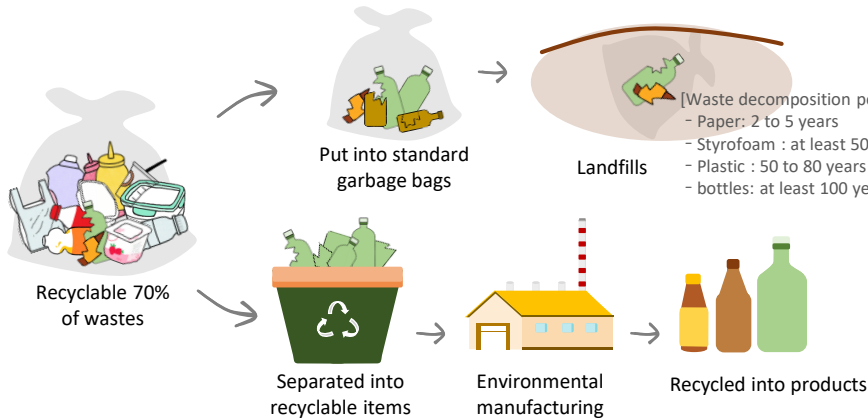 Put into standard
garbage bags
Landfills
[Waste decomposition
- Paper: 2 to 5 years
- Styrofoam : at least 50
- Plastic : 50 to 80 years
- bottles: at least 100
Recyclable 70%
of wastes
Separated into
recyclable items
Environmental
manufacturing
Recycled into products